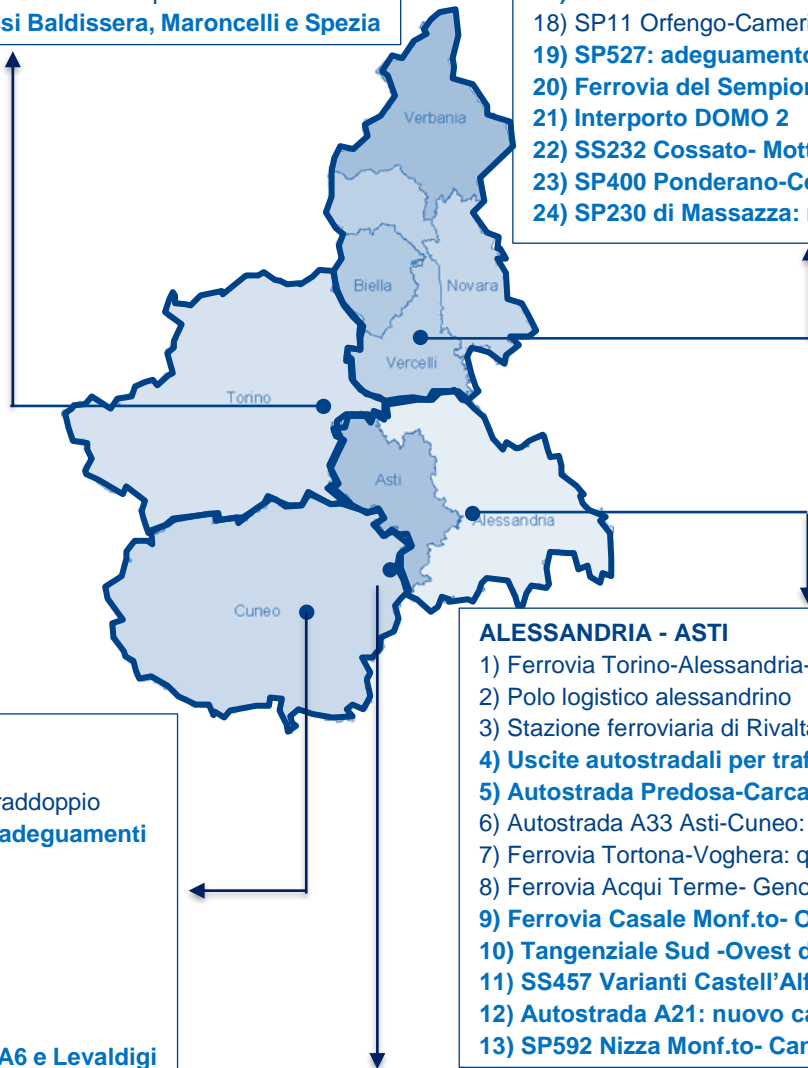 si Baldissera, Maroncelli e Spezia
18) SP11 Orfengo-Cameri
19) SP527: adeguamento
20) Ferrovia del Sempion
21) Interporto DOMO 2
22) SS232 Cossato- Mott
23) SP400 Ponderano-Co
24) SP230 di Massazza:
Verbania
Biella
Novara
Vercelli
Torino
Asti
Alessandria
Cuneo
raddoppio
adeguamenti
A6 e Levaldigi
ALESSANDRIA - ASTI
1) Ferrovia Torino-Alessandria-
2) Polo logistico alessandrino
3) Stazione ferroviaria di Rivalta
4) Uscite autostradali per traf
5) Autostrada Predosa-Carca
6) Autostrada A33 Asti-Cuneo:
7) Ferrovia Tortona-Voghera: q
8) Ferrovia Acqui Terme- Geno
9) Ferrovia Casale Monf.to- C
10) Tangenziale Sud -Ovest d
11) SS457 Varianti Castell'Alf
12) Autostrada A21: nuovo ca
13) SP592 Nizza Monf.to- Can